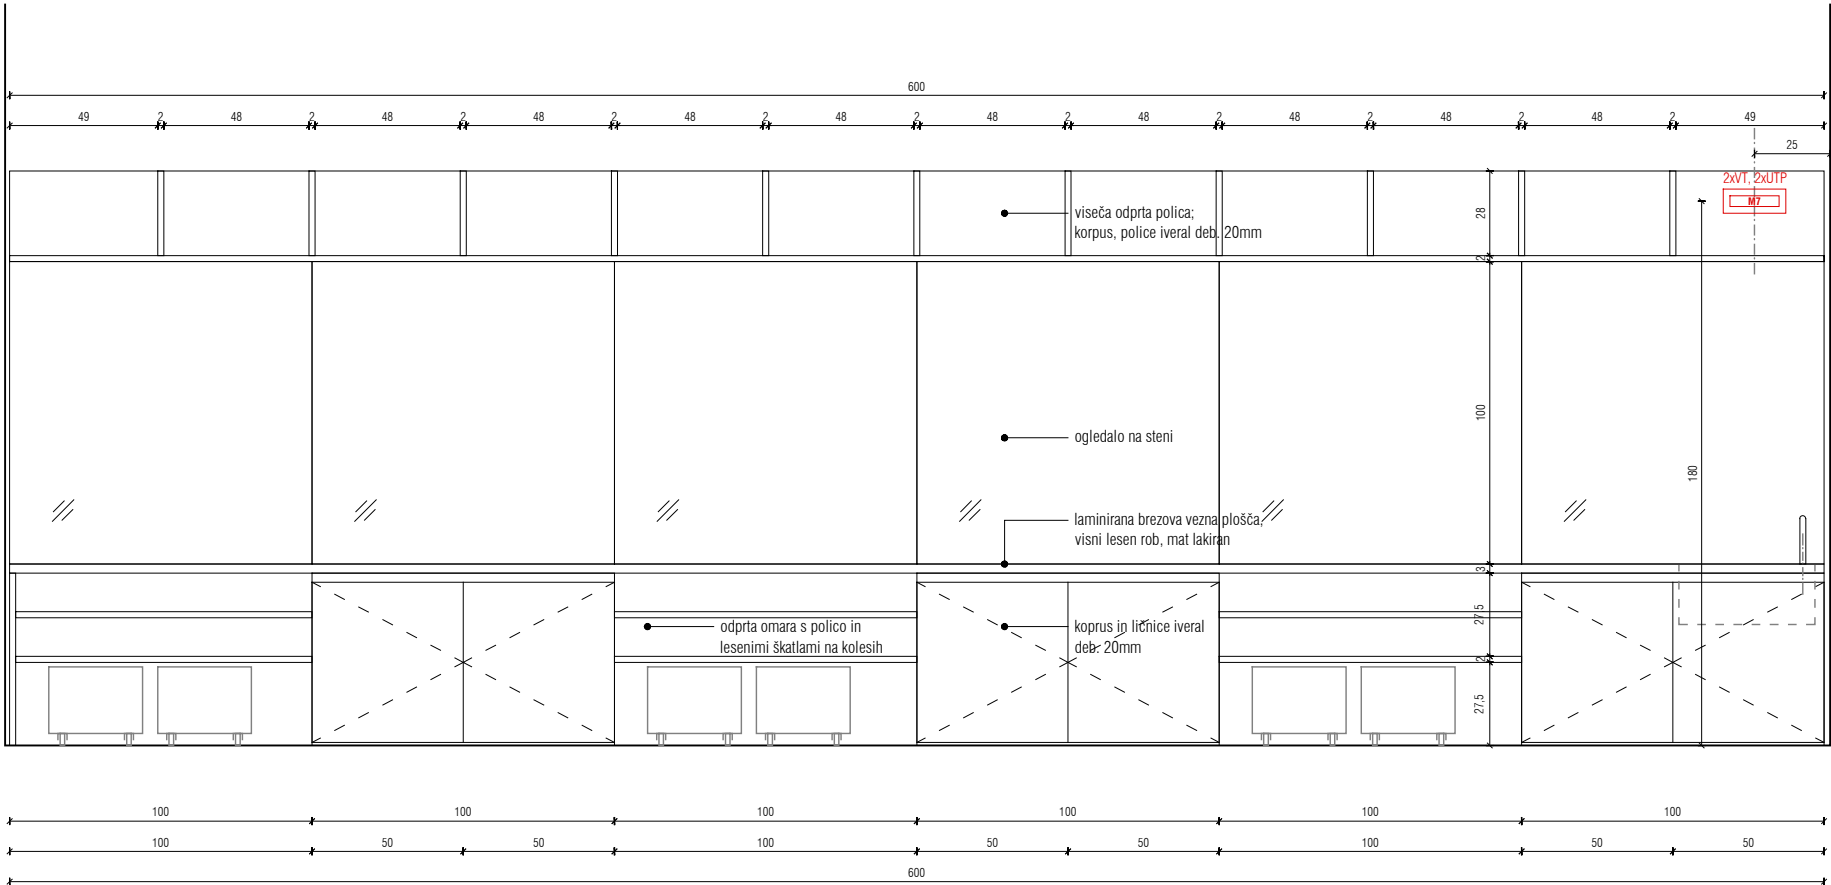 600
49 2 48 2 48 2 48 2 48 2 48 2 48 2 48 2 48 2 48 2 48 2 49
25
2xVT, 2xUTP
M7
28
viseča odprta polica;
korpus, police iveral deb. 20mm
2
100
ogledalo na steni
180
laminirana brezova vezna plošča,
visni lesen rob, mat lakiran
3
27,5
odprta omara s polico in
lesenimi škatlami na kolesih
koprus in ličnice iveral
deb. 20mm
2
27,5
100 100 100 100 100 100
100 50 50 100 50 50 100 50 50
600